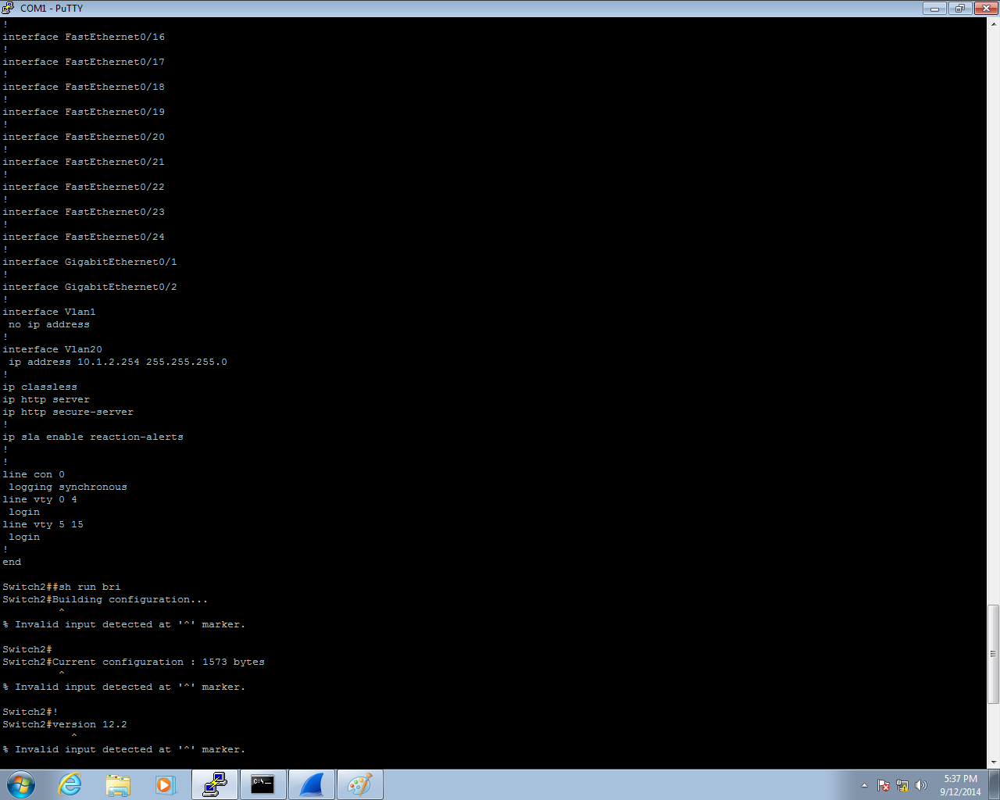 COM1 - PuTTY
!
interface FastEthernet0/16
!
interface FastEthernet0/17
!
interface FastEthernet0/18
!
interface FastEthernet0/19
!
interface FastEthernet0/20
!
interface FastEthernet0/21
!
interface FastEthernet0/22
!
interface FastEthernet0/23
!
interface FastEthernet0/24
!
interface GigabitEthernet0/1
!
interface GigabitEthernet0/2
!
interface Vlan1
 no ip address
!
interface Vlan20
 ip address 10.1.2.254 255.255.255.0
!
ip classless
ip http server
ip http secure-server
!
ip sla enable reaction-alerts
!
!
line con 0
 logging synchronous
line vty 0 4
 login
line vty 5 15
 login
!
end
Switch2##sh run bri
Switch2#Building configuration...
^
% Invalid input detected at '^' marker.
Switch2#
Switch2#Current configuration : 1573 bytes
^
% Invalid input detected at '^' marker.
Switch2#!
Switch2#version 12.2
^
% Invalid input detected at '^' marker.
C:\_
5:37 PM
9/12/2014